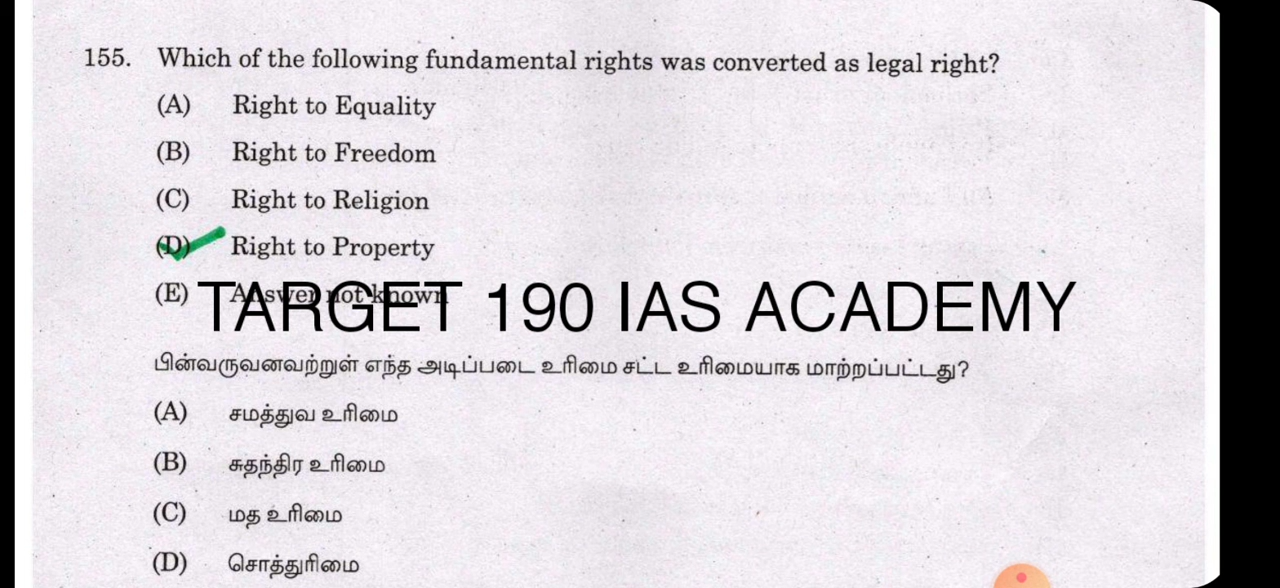 155. Which of the following fundamental rights was converted as legal right?
(A) Right to Equality
(B) Right to Freedom
(C) Right to Religion
(D) Right to Property
(E) Answer not known
TARGET 190 IAS ACADEMY
பின்வருவனவற்றுள் எந்த அடிப்படை உரிமை சட்ட உரிமையாக மாற்றப்பட்டது?
(A) சமத்துவ உரிமை
(B) சுதந்திர உரிமை
(C) மத உரிமை
(D) சொத்துரிமை